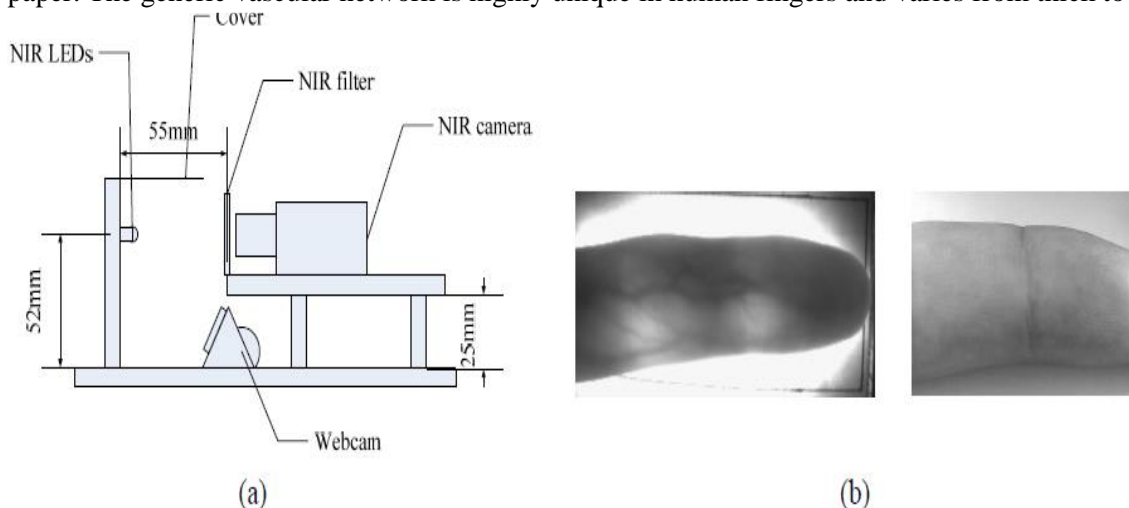 paper. The generic vascular network is highly unique in human fingers and varies from thick to
Cover
NIR LEDs
NIR filter
55mm
NIR camera
52mm
25mm
Webcam
(a)
(b)